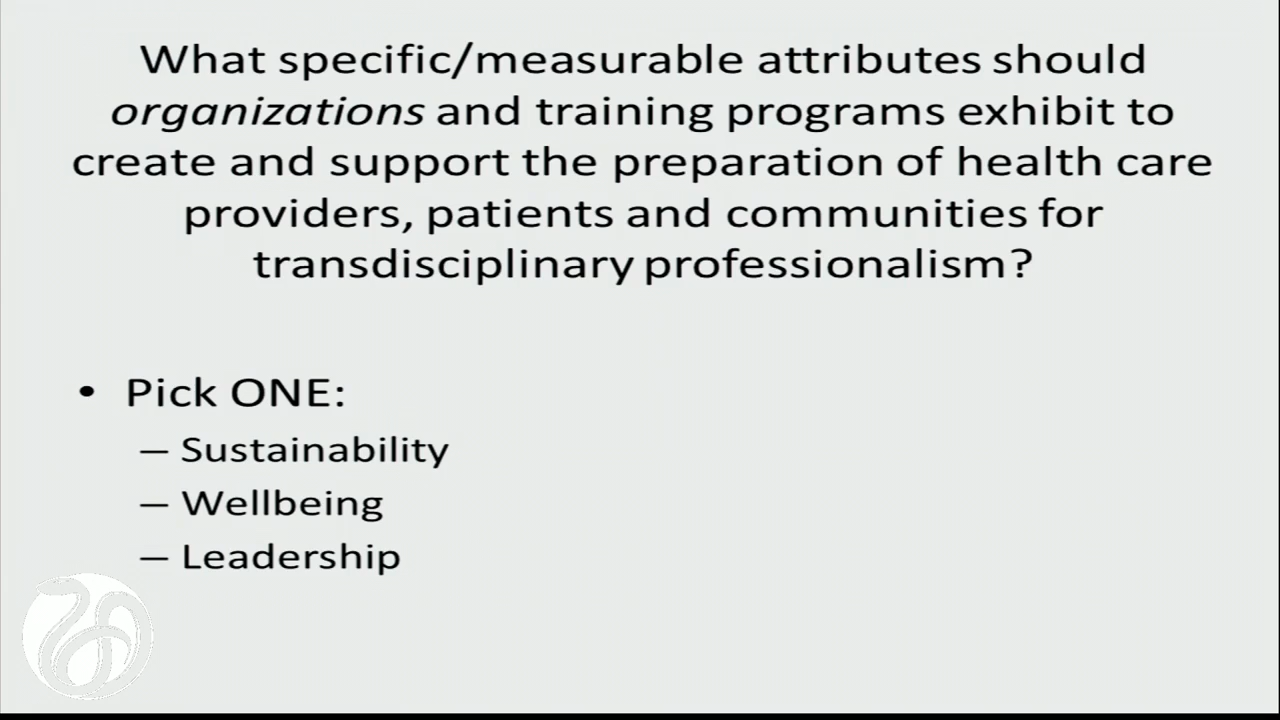 What specific/measurable attributes should
organizations and training programs exhibit to
create and support the preparation of health care
providers, patients and communities for
transdisciplinary professionalism?
• Pick ONE:
– Sustainability
– Wellbeing
– Leadership